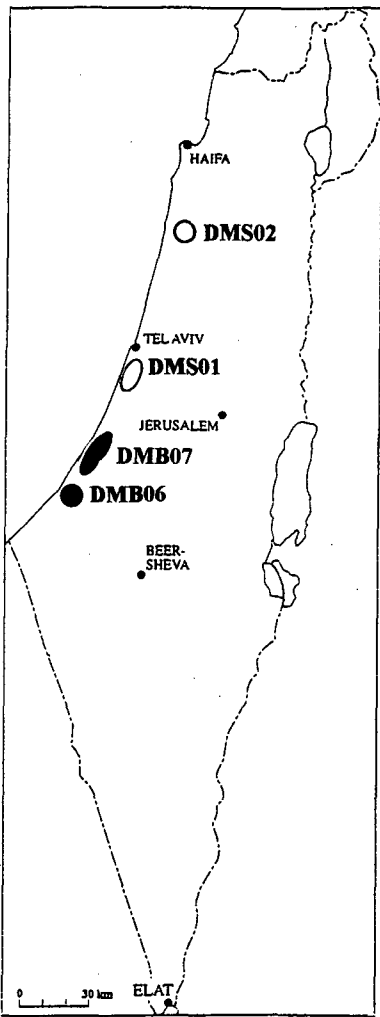 HAIFA
DMS02
TEL AVIV
DMS01
JERUSALEM
DMB07
DMB06
BEER-
SHEVA
ELAT
0 30 km